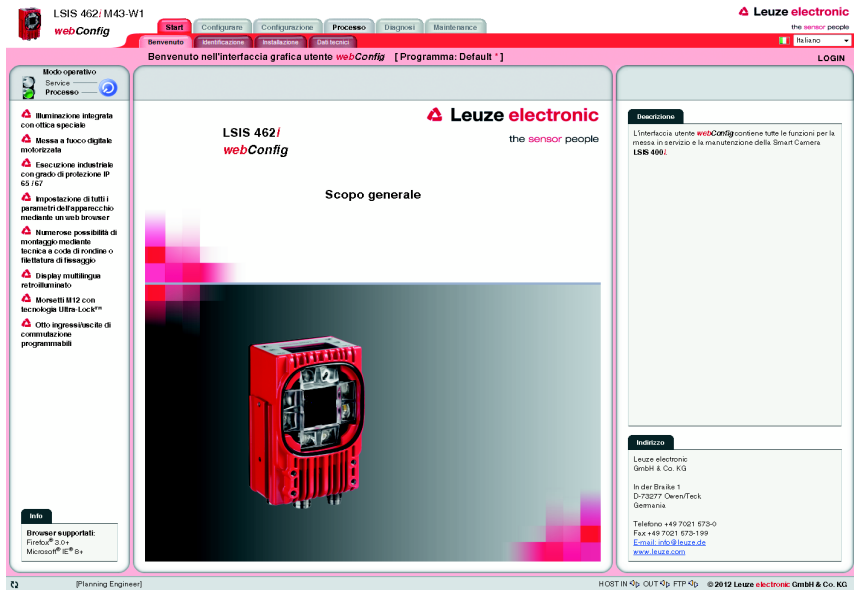 LSIS 462i M43-W1
webConfig
Start Configurare Configurazione Processo Diagnosi Maintenance
Leuze electronic
the sensor people
Benvenuto Identificazione Installazione Dati tecnici
Italiano
Benvenuto nell'interfaccia grafica utente webConfig [ Programma: Default * ]
LOGIN
Modo operativo
Service
Processo
Illuminazione integrata
con ottica speciale
Messa a fuoco digitale
motorizzata
Esecuzione industriale
con grado di protezione IP
65 / 67
Impostazione di tutti i
parametri dell'apparecchio
mediante un web browser
Numerose possibilità di
montaggio mediante
tecnica a coda di rondine o
filettatura di fissaggio
Display multilingua
retroilluminato
Morsetti M12 con
tecnologia Ultra-Lock™
Otto ingressi/uscite di
commutazione
programmabili
Info
Browser supportati:
Firefox® 3.0+
Microsoft® IE® 8+
Leuze electronic
the sensor people
LSIS 462i
webConfig
Scopo generale
Descrizione
L'interfaccia utente webConfig contiene tutte le funzioni per la
messa in servizio e la manutenzione della Smart Camera
LSIS 400i.
Indirizzo
Leuze electronic
GmbH & Co. KG
In der Braike 1
D-73277 Owen/Teck
Germania
Telefono +49 7021 573-0
Fax +49 7021 573-199
E-mail: info@leuze.de
www.leuze.com
[Planning Engineer]
HOST IN OUT FTP © 2012 Leuze electronic GmbH & Co. KG